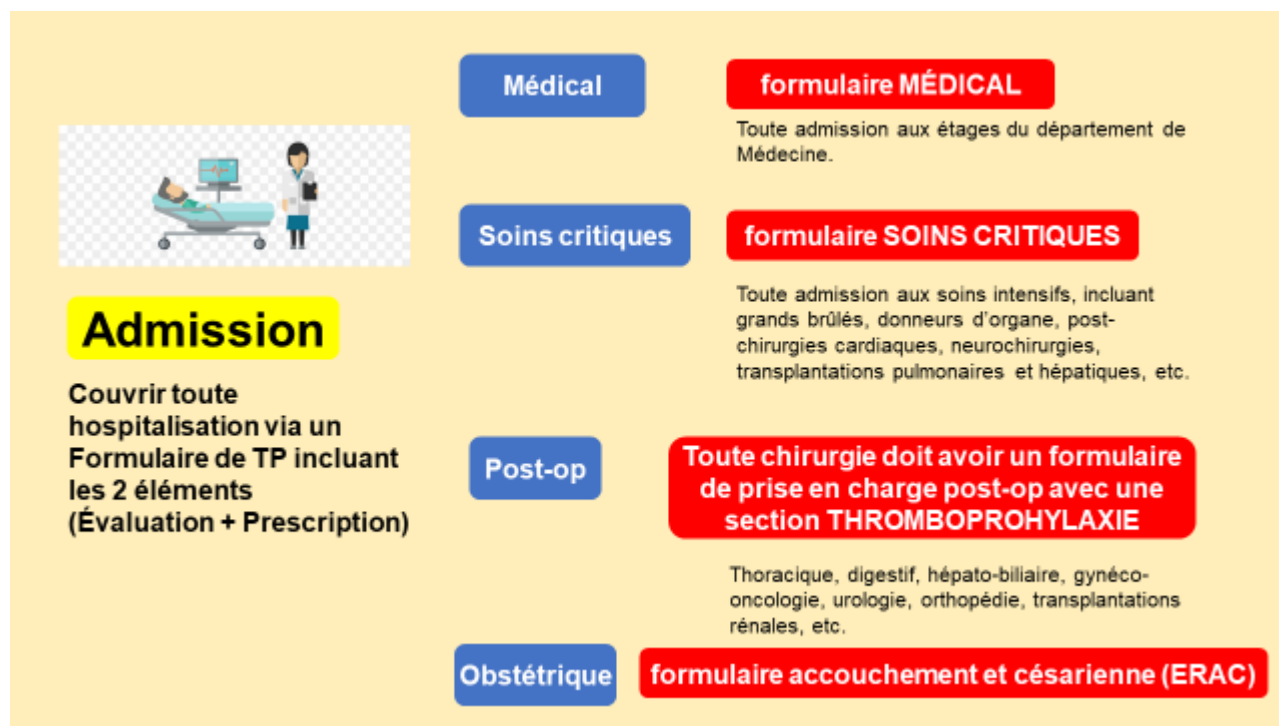 Médical
formulaire MÉDICAL
Toute admission aux étages du département de
Médecine.
Soins critiques
formulaire SOINS CRITIQUES
Toute admission aux soins intensifs, incluant
grands brûlés, donneurs d'organe, post-
chirurgies cardiaques, neurochirurgies,
transplantations pulmonaires et hépatiques, etc.
Admission
Couvrir toute
hospitalisation via un
Formulaire de TP incluant
les 2 éléments
(Évaluation + Prescription)
Post-op
Toute chirurgie doit avoir un formulaire
de prise en charge post-op avec une
section THROMBOPROHYLAXIE
Thoracique, digestif, hépato-biliaire, gynéco-
oncologie, urologie, orthopédie, transplantations
rénales, etc.
Obstétrique
formulaire accouchement et césarienne (ERAC)